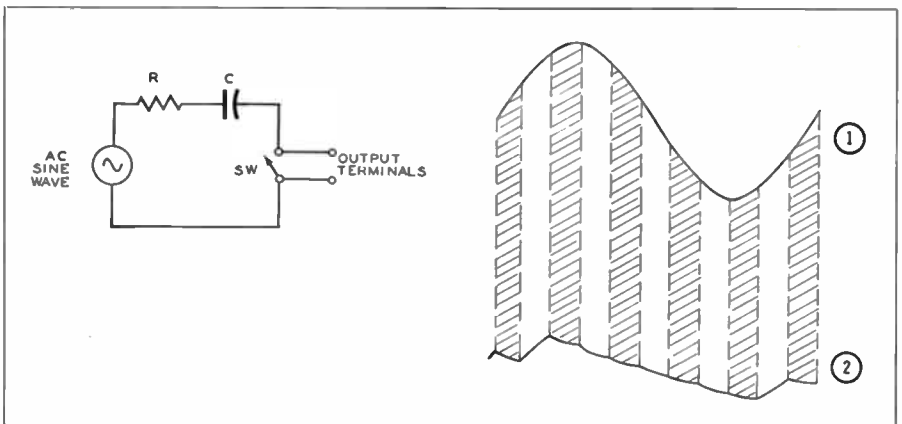 R
C
AC
SINE
WAVE
SW
OUTPUT
TERMINALS
1
2